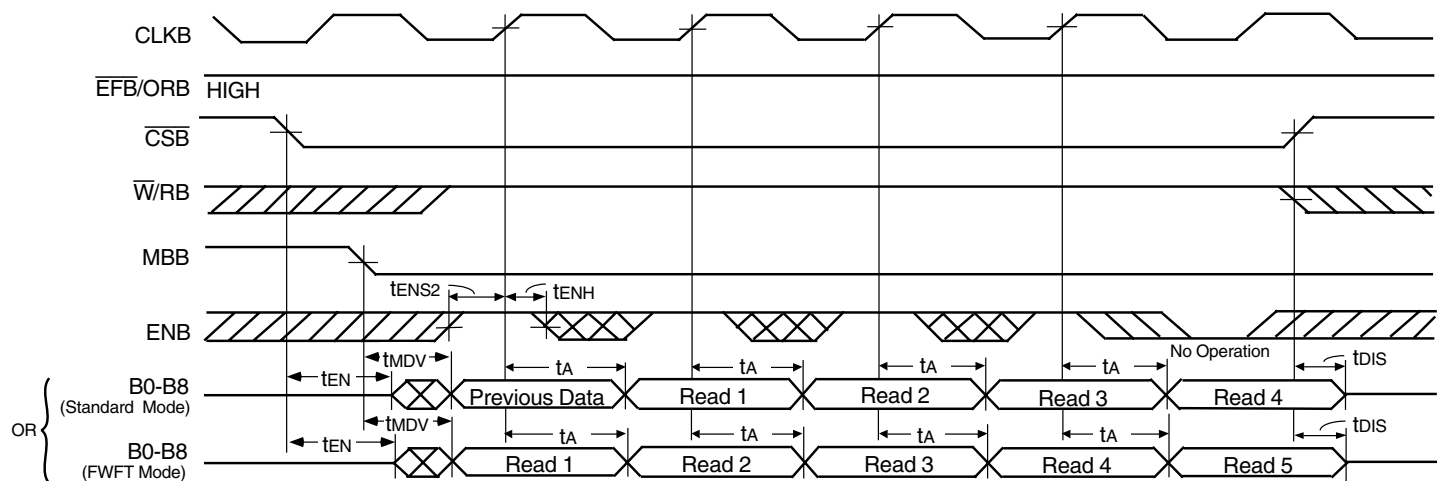 CLKB
EFB/ORB HIGH
CSB
W/RB
MBB
tENS2 tENH
ENB
No Operation
tMDV
tEN tA tA tA tA tDIS
B0-B8
(Standard Mode)
Previous Data Read 1 Read 2 Read 3 Read 4
OR
tMDV
tEN tA tA tA tA tDIS
B0-B8
(FWFT Mode)
Read 1 Read 2 Read 3 Read 4 Read 5